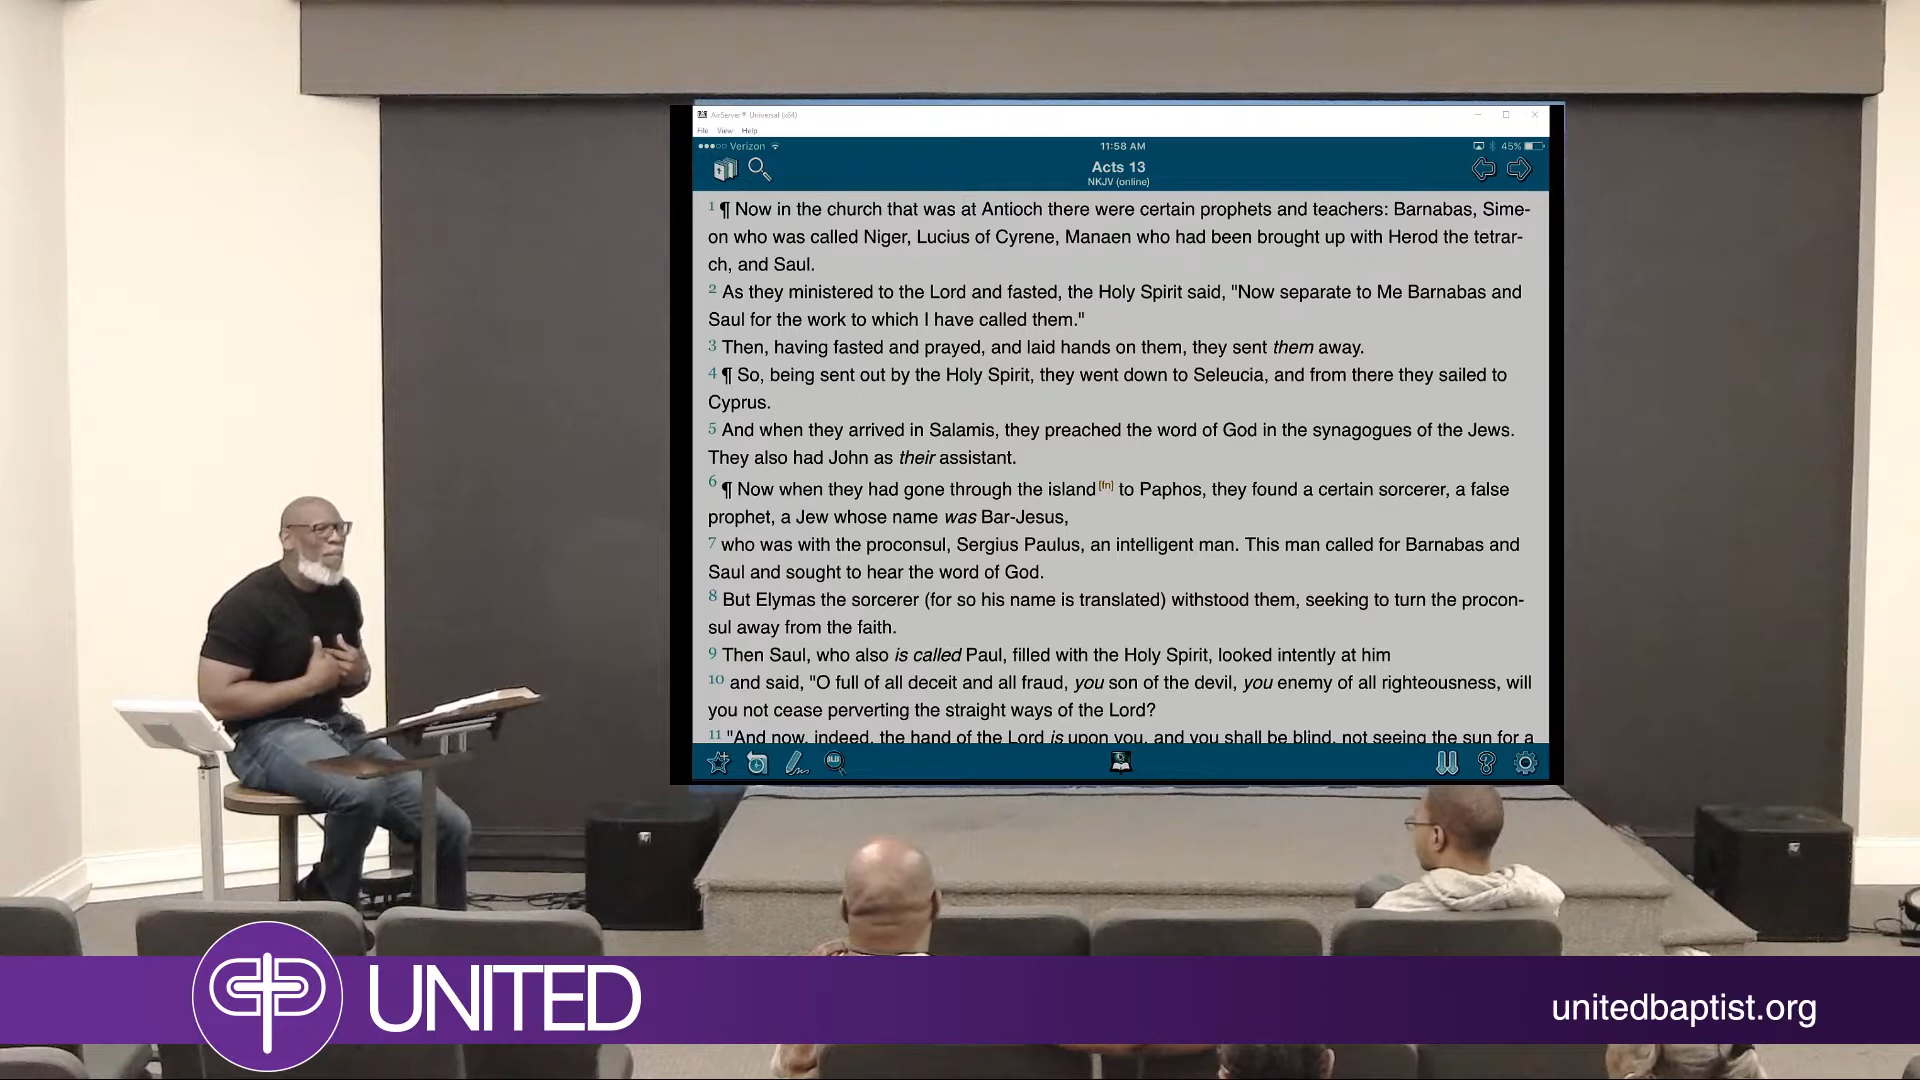 AirServer® Universal (x64)
File View Help
Verizon
11:58 AM
45%
Acts 13
NKJV (online)
1 ¶ Now in the church that was at Antioch there were certain prophets and teachers: Barnabas, Sime-
on who was called Niger, Lucius of Cyrene, Manaen who had been brought up with Herod the tetrar-
ch, and Saul.
2 As they ministered to the Lord and fasted, the Holy Spirit said, "Now separate to Me Barnabas and
Saul for the work to which I have called them."
3 Then, having fasted and prayed, and laid hands on them, they sent them away.
4 ¶ So, being sent out by the Holy Spirit, they went down to Seleucia, and from there they sailed to
Cyprus.
5 And when they arrived in Salamis, they preached the word of God in the synagogues of the Jews.
They also had John as their assistant.
6 ¶ Now when they had gone through the island [fn] to Paphos, they found a certain sorcerer, a false
prophet, a Jew whose name was Bar-Jesus,
7 who was with the proconsul, Sergius Paulus, an intelligent man. This man called for Barnabas and
Saul and sought to hear the word of God.
8 But Elymas the sorcerer (for so his name is translated) withstood them, seeking to turn the procon-
sul away from the faith.
9 Then Saul, who also is called Paul, filled with the Holy Spirit, looked intently at him
10 and said, "O full of all deceit and all fraud, you son of the devil, you enemy of all righteousness, will
you not cease perverting the straight ways of the Lord?
11 "And now, indeed, the hand of the Lord is upon you, and you shall be blind, not seeing the sun for a
BLB
UNITED
unitedbaptist.org